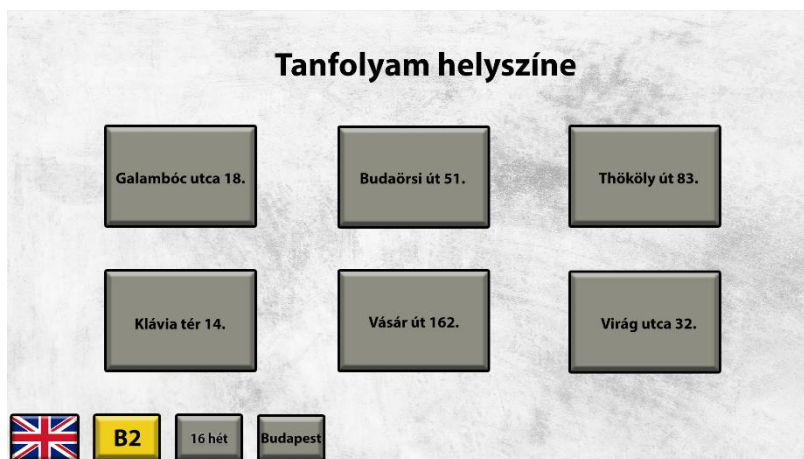 Tanfolyam helyszíne
Galambóc utca 18.
Budaörsi út 51.
Thököly út 83.
Klávia tér 14.
Vásár út 162.
Virág utca 32.
B2
16 hét
Budapest